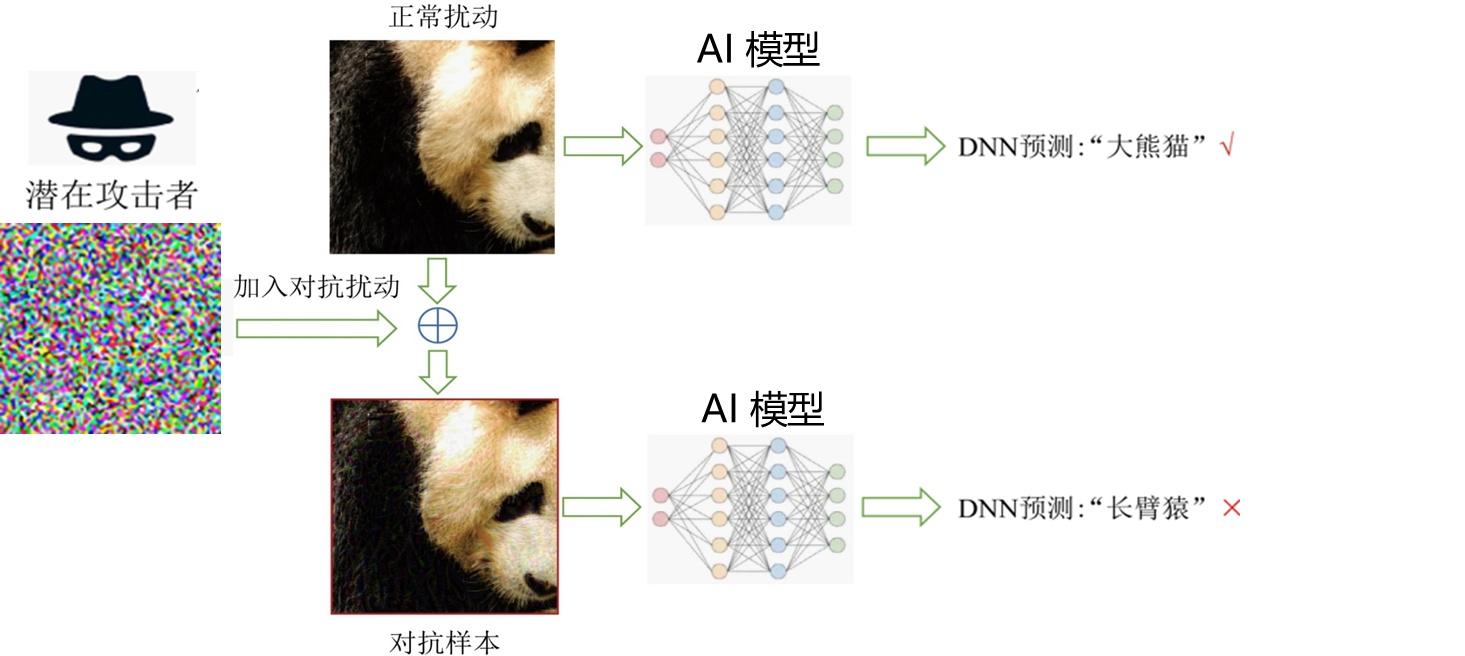 正常扰动
AI 模型
潜在攻击者
DNN预测:“大熊猫” √
加入对抗扰动
AI 模型
DNN预测:“长臂猿” ×
对抗样本